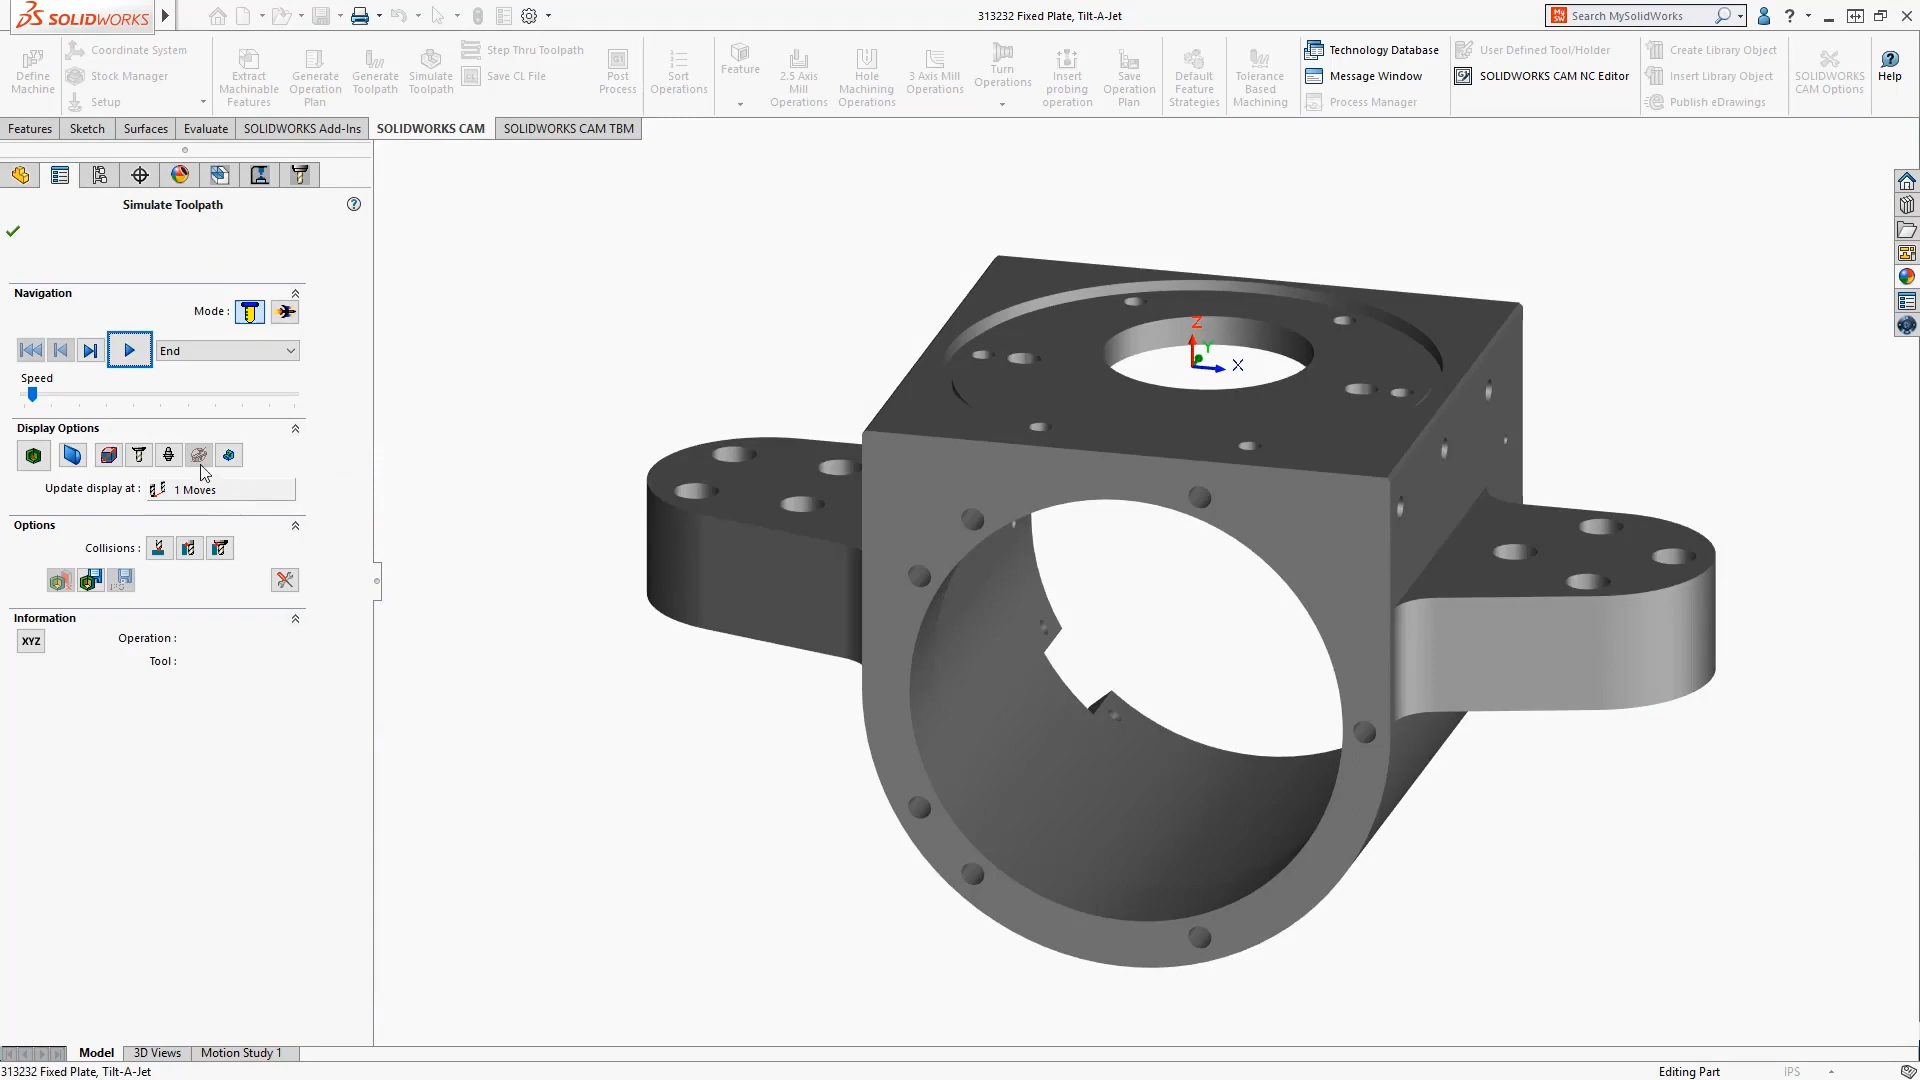 SOLIDWORKS
313232 Fixed Plate, Tilt-A-Jet
Search MySolidWorks
Define Machine
Coordinate System
Stock Manager
Setup
Extract Machinable Features
Generate Operation Plan
Generate Toolpath
Simulate Toolpath
Step Thru Toolpath
Save CL File
Post Process
Sort Operations
Feature
2.5 Axis Mill Operations
Hole Machining Operations
3 Axis Mill Operations
Turn Operations
Insert probing operation
Save Operation Plan
Default Feature Strategies
Tolerance Based Machining
Technology Database
Message Window
Process Manager
User Defined Tool/Holder
SOLIDWORKS CAM NC Editor
Create Library Object
Insert Library Object
Publish eDrawings
SOLIDWORKS CAM Options
Help
Features
Sketch
Surfaces
Evaluate
SOLIDWORKS Add-Ins
SOLIDWORKS CAM
SOLIDWORKS CAM TBM
Simulate Toolpath
Navigation
Mode :
End
Speed
Display Options
Update display at :
1 Moves
Options
Collisions :
Information
XYZ
Operation :
Tool :
Z
Y
X
Model
3D Views
Motion Study 1
313232 Fixed Plate, Tilt-A-Jet
Editing Part
IPS